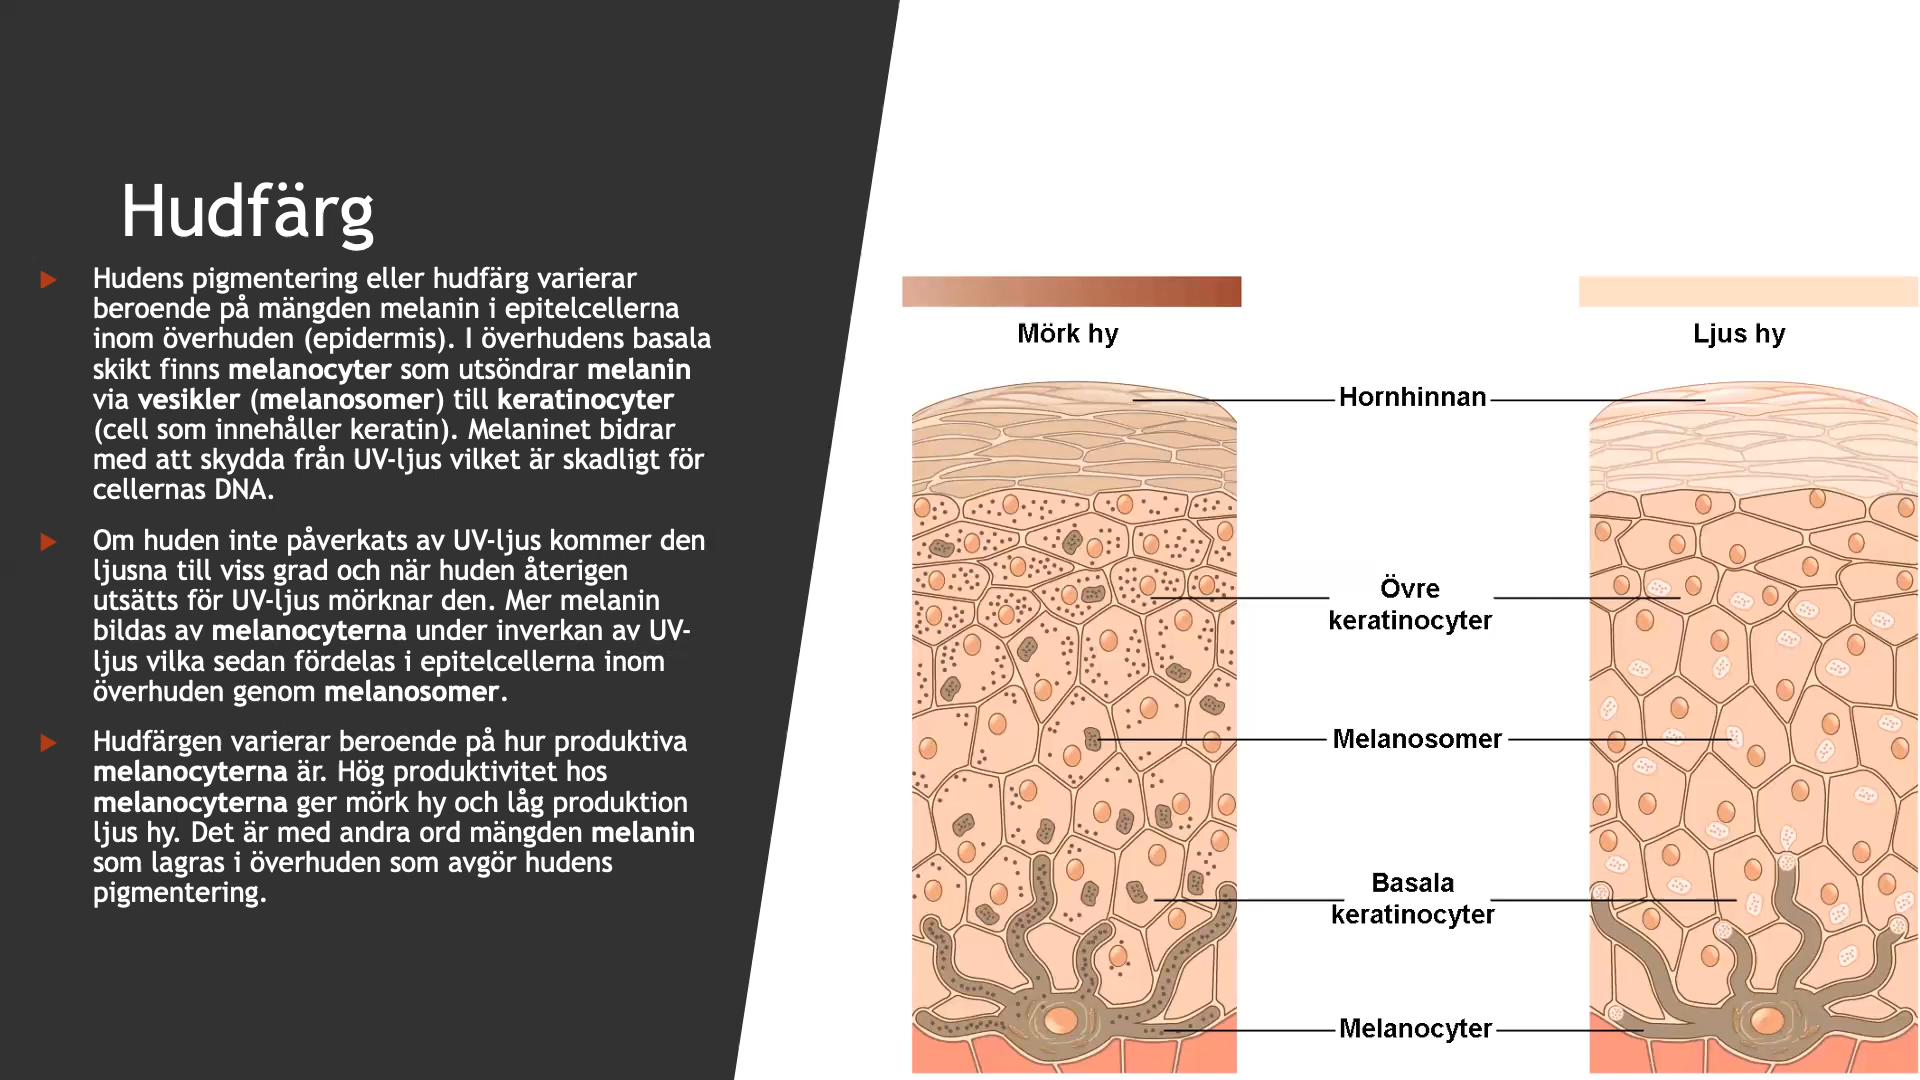 Hudfärg
Hudens pigmentering eller hudfärg varierar
beroende på mängden melanin i epitelcellerna
inom överhuden (epidermis). I överhudens basala
skikt finns melanocyter som utsöndrar melanin
via vesikler (melanosomer) till keratinocyter
(cell som innehåller keratin). Melaninet bidrar
med att skydda från UV-ljus vilket är skadligt för
cellernas DNA.
Om huden inte påverkats av UV-ljus kommer den
ljusna till viss grad och när huden återigen
utsätts för UV-ljus mörknar den. Mer melanin
bildas av melanocyterna under inverkan av UV-
ljus vilka sedan fördelas i epitelcellerna inom
överhuden genom melanosomer.
Hudfärgen varierar beroende på hur produktiva
melanocyterna är. Hög produktivitet hos
melanocyterna ger mörk hy och låg produktion
ljus hy. Det är med andra ord mängden melanin
som lagras i överhuden som avgör hudens
pigmentering.
Mörk hy
Ljus hy
Hornhinnan
Övre
keratinocyter
Melanosomer
Basala
keratinocyter
Melanocyter